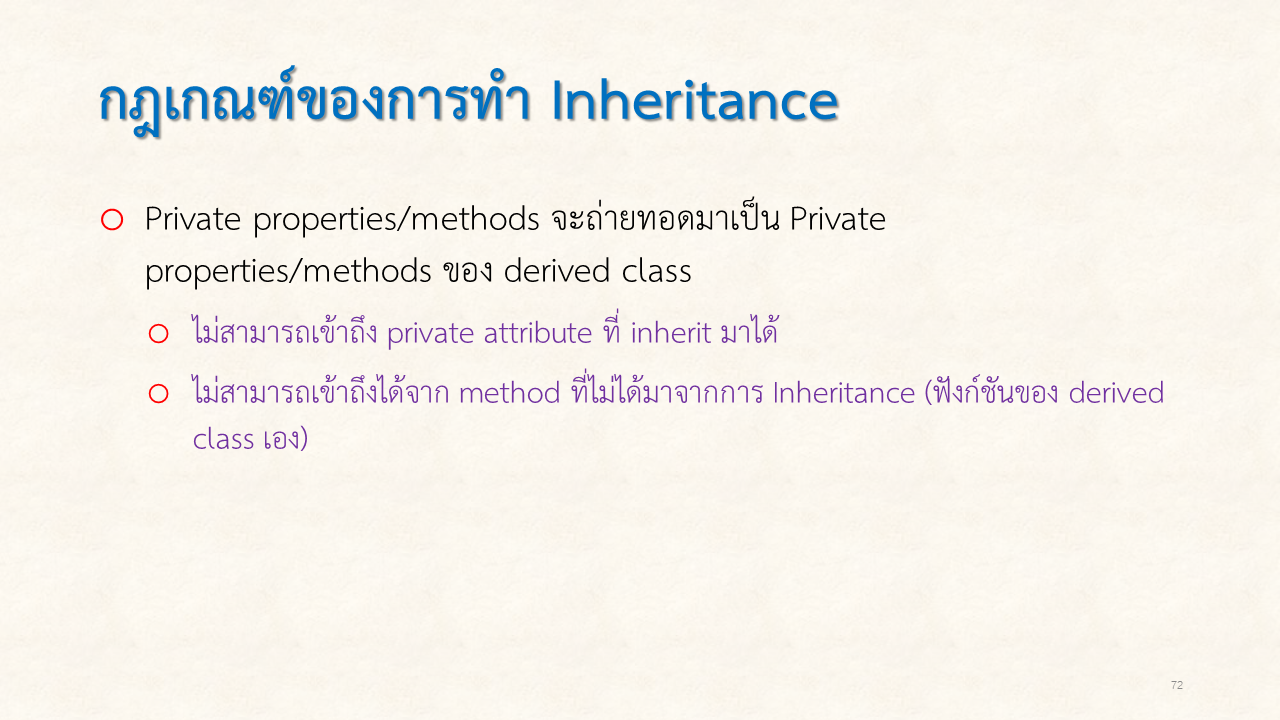 กฎเกณฑ์ของการทำ Inheritance
Private properties/methods จะถ่ายทอดมาเป็น Private
properties/methods ของ derived class
ไม่สามารถเข้าถึง private attribute ที่ inherit มาได้
ไม่สามารถเข้าถึงได้จาก method ที่ไม่ได้มาจากการ Inheritance (ฟังก์ชันของ derived
class เอง)
72